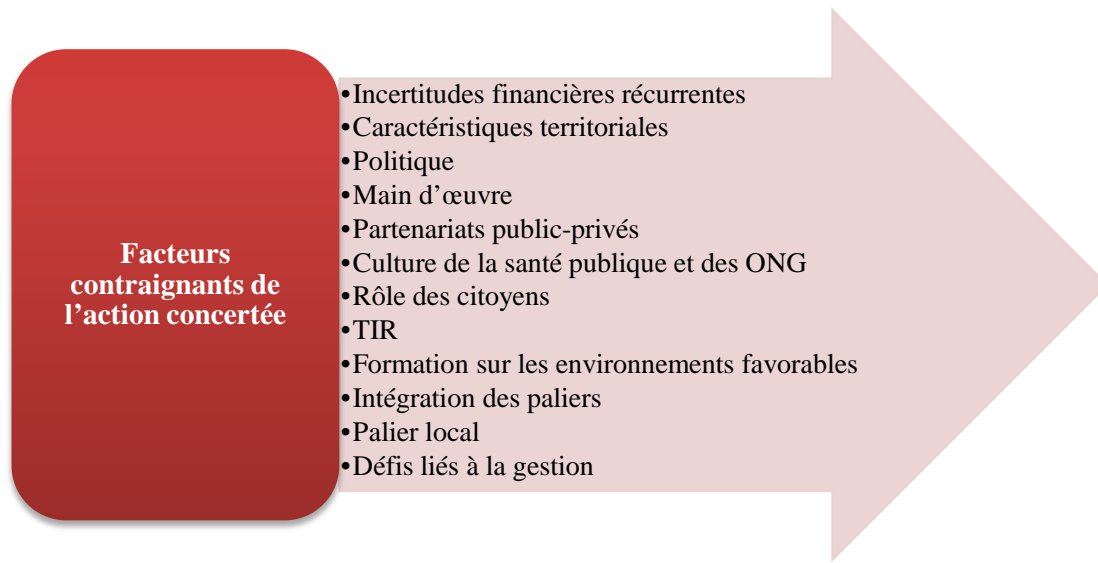 Facteurs
contraignants de
l’action concertée
•Incertitudes financières récurrentes
•Caractéristiques territoriales
•Politique
•Main d’œuvre
•Partenariats public-privés
•Culture de la santé publique et des ONG
•Rôle des citoyens
•TIR
•Formation sur les environnements favorables
•Intégration des paliers
•Palier local
•Défis liés à la gestion